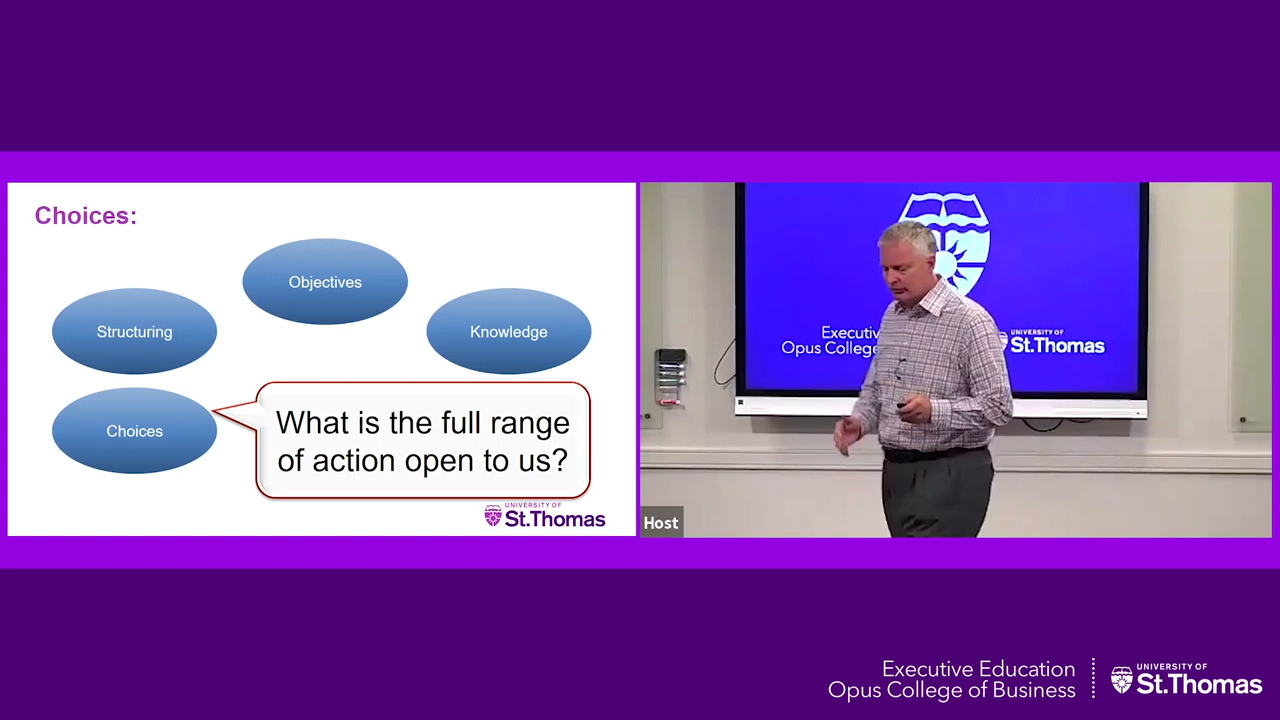 Choices:
Objectives
Structuring
Knowledge
Choices
What is the full range
of action open to us?
UNIVERSITY OF
St.Thomas
Executive
Opus College
UNIVERSITY OF
St.Thomas
Host
Executive Education
Opus College of Business
UNIVERSITY OF
St.Thomas